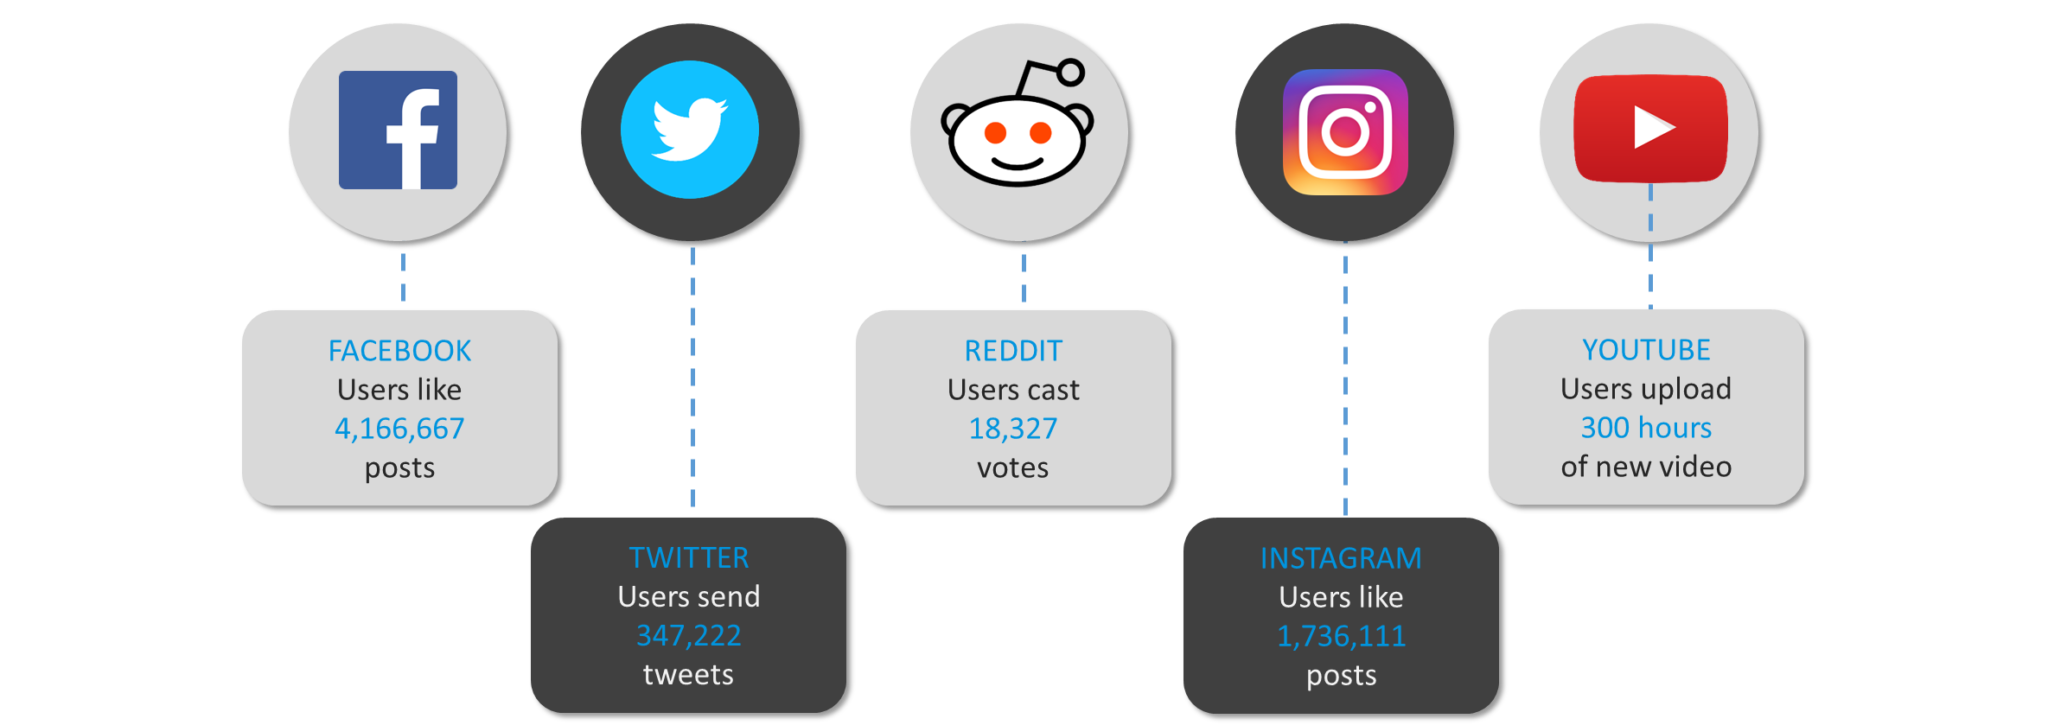 FACEBOOK
Users like
4,166,667
posts
TWITTER
Users send
347,222
tweets
REDDIT
Users cast
18,327
votes
INSTAGRAM
Users like
1,736,111
posts
YOUTUBE
Users upload
300 hours
of new video